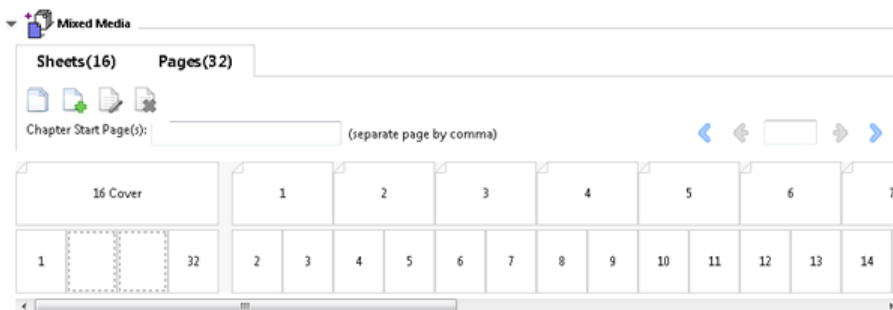 Mixed Media
Sheets(16) Pages(32)
Chapter Start Page(s): (separate page by comma)
16 Cover 1 2 3 4 5 6 7
1 32 2 3 4 5 6 7 8 9 10 11 12 13 14